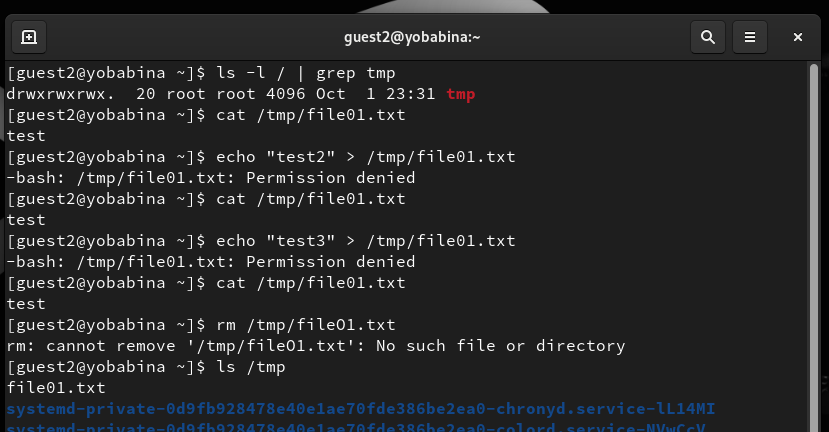 guest2@yobabina:~
[guest2@yobabina ~]$ ls -l / | grep tmp
drwxrwxrwx.  20 root root 4096 Oct  1 23:31 tmp
[guest2@yobabina ~]$ cat /tmp/file01.txt
test
[guest2@yobabina ~]$ echo "test2" > /tmp/file01.txt
-bash: /tmp/file01.txt: Permission denied
[guest2@yobabina ~]$ cat /tmp/file01.txt
test
[guest2@yobabina ~]$ echo "test3" > /tmp/file01.txt
-bash: /tmp/file01.txt: Permission denied
[guest2@yobabina ~]$ cat /tmp/file01.txt
test
[guest2@yobabina ~]$ rm /tmp/fileO1.txt
rm: cannot remove '/tmp/fileO1.txt': No such file or directory
[guest2@yobabina ~]$ ls /tmp
file01.txt
systemd-private-0d9fb928478e40e1ae70fde386be2ea0-chronyd.service-lL14MI
systemd-private-0d9fb928478e40e1ae70fde386be2ea0-colord.service-NVwCcV